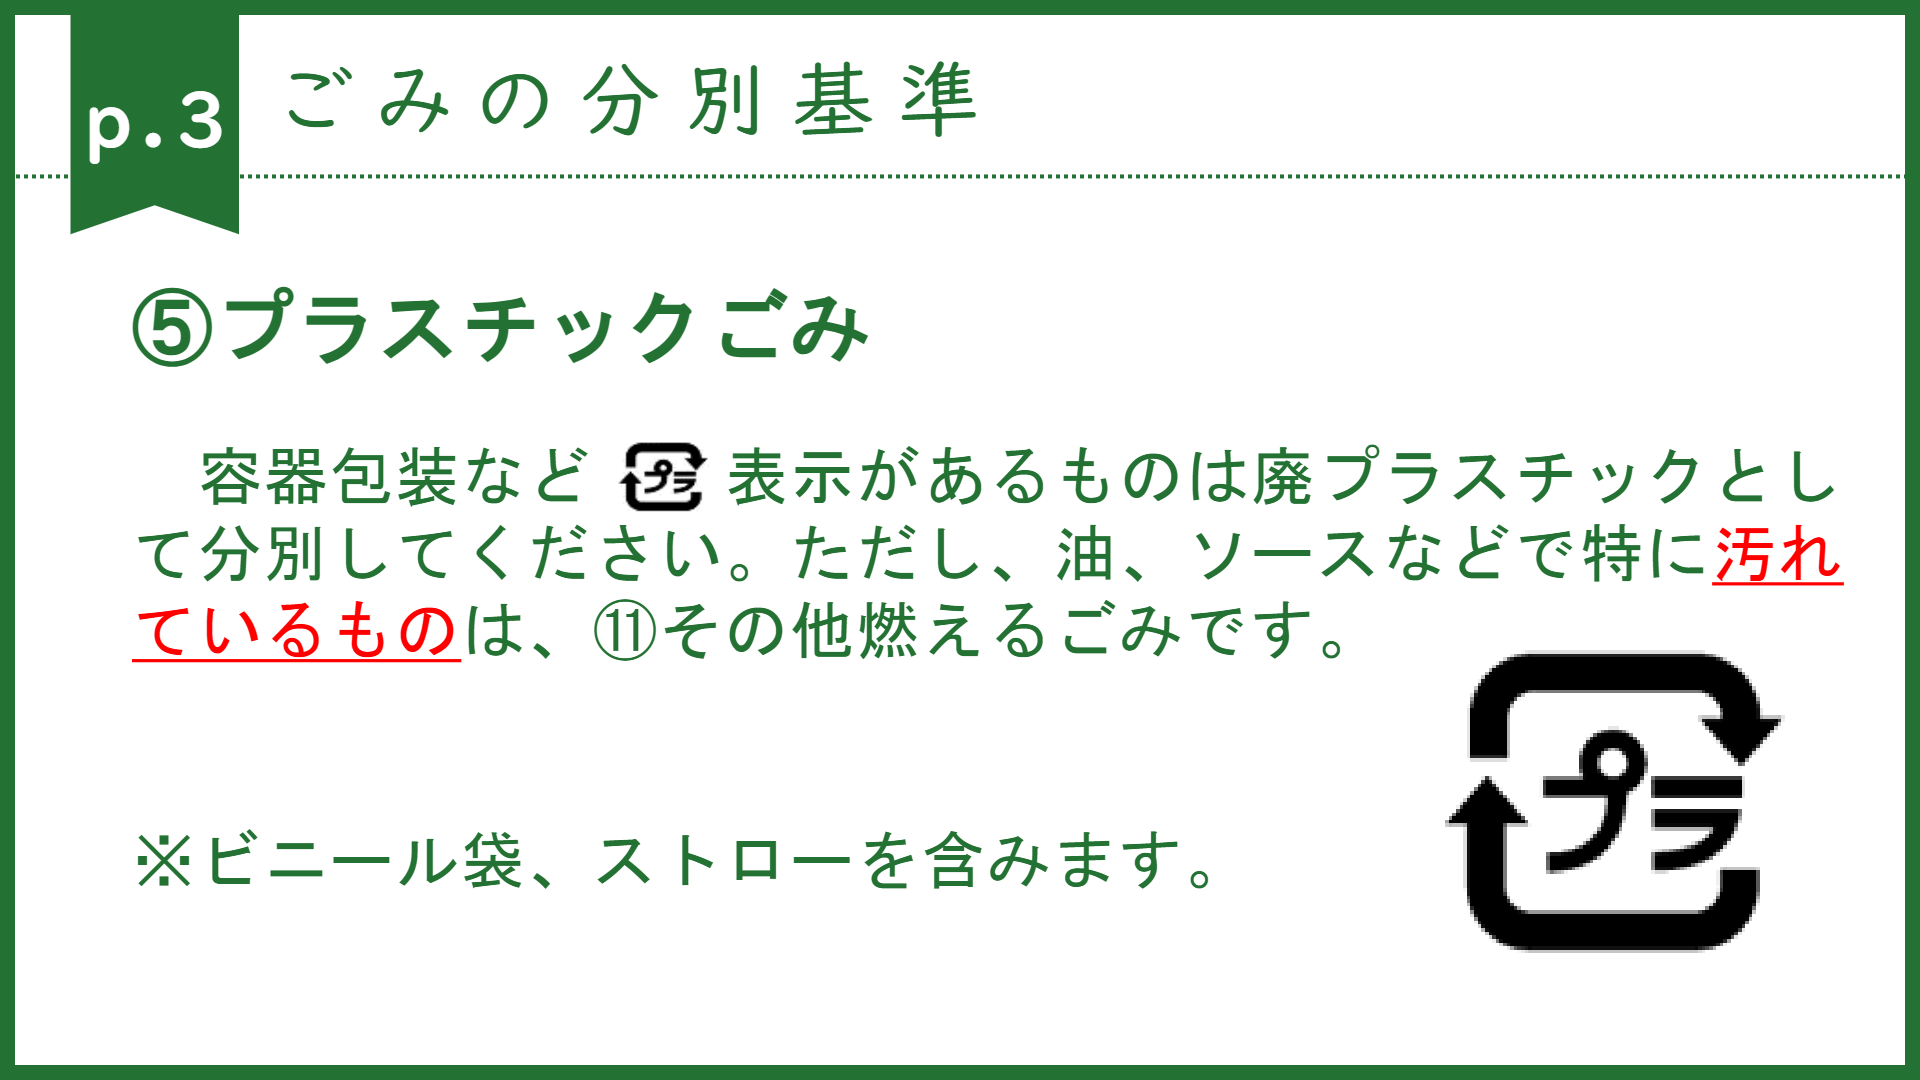 p.3
ごみの分別基準
⑤プラスチックごみ
容器包装など プラ 表示があるものは廃プラスチックとし
て分別してください。ただし、油、ソースなどで特に汚れ
ているものは、⑪その他燃えるごみです。
プラ
※ビニール袋、ストローを含みます。